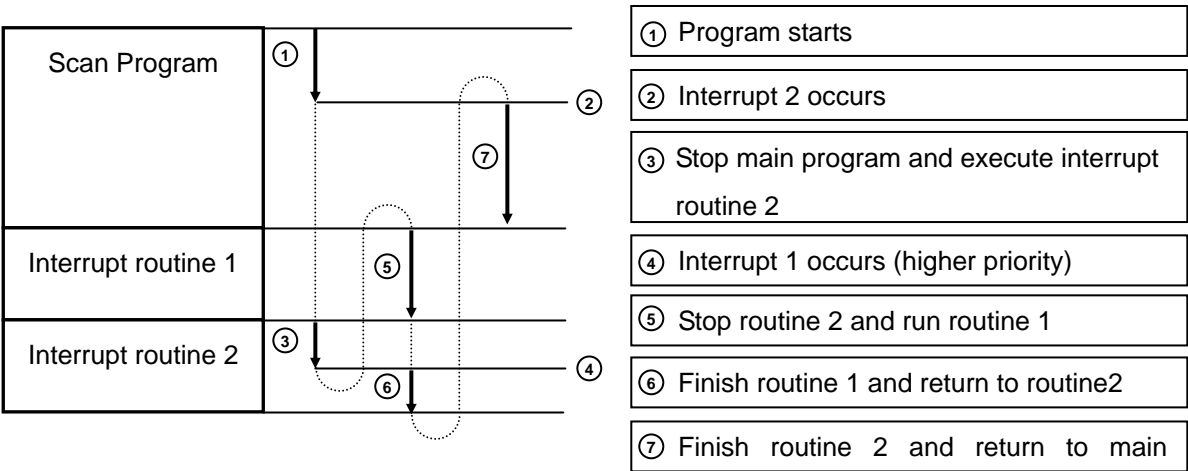 Scan Program
Interrupt routine 1
Interrupt routine 2
①
②
⑦
⑤
③
④
⑥
① Program starts
② Interrupt 2 occurs
③ Stop main program and execute interrupt
routine 2
④ Interrupt 1 occurs (higher priority)
⑤ Stop routine 2 and run routine 1
⑥ Finish routine 1 and return to routine2
⑦ Finish routine 2 and return to main